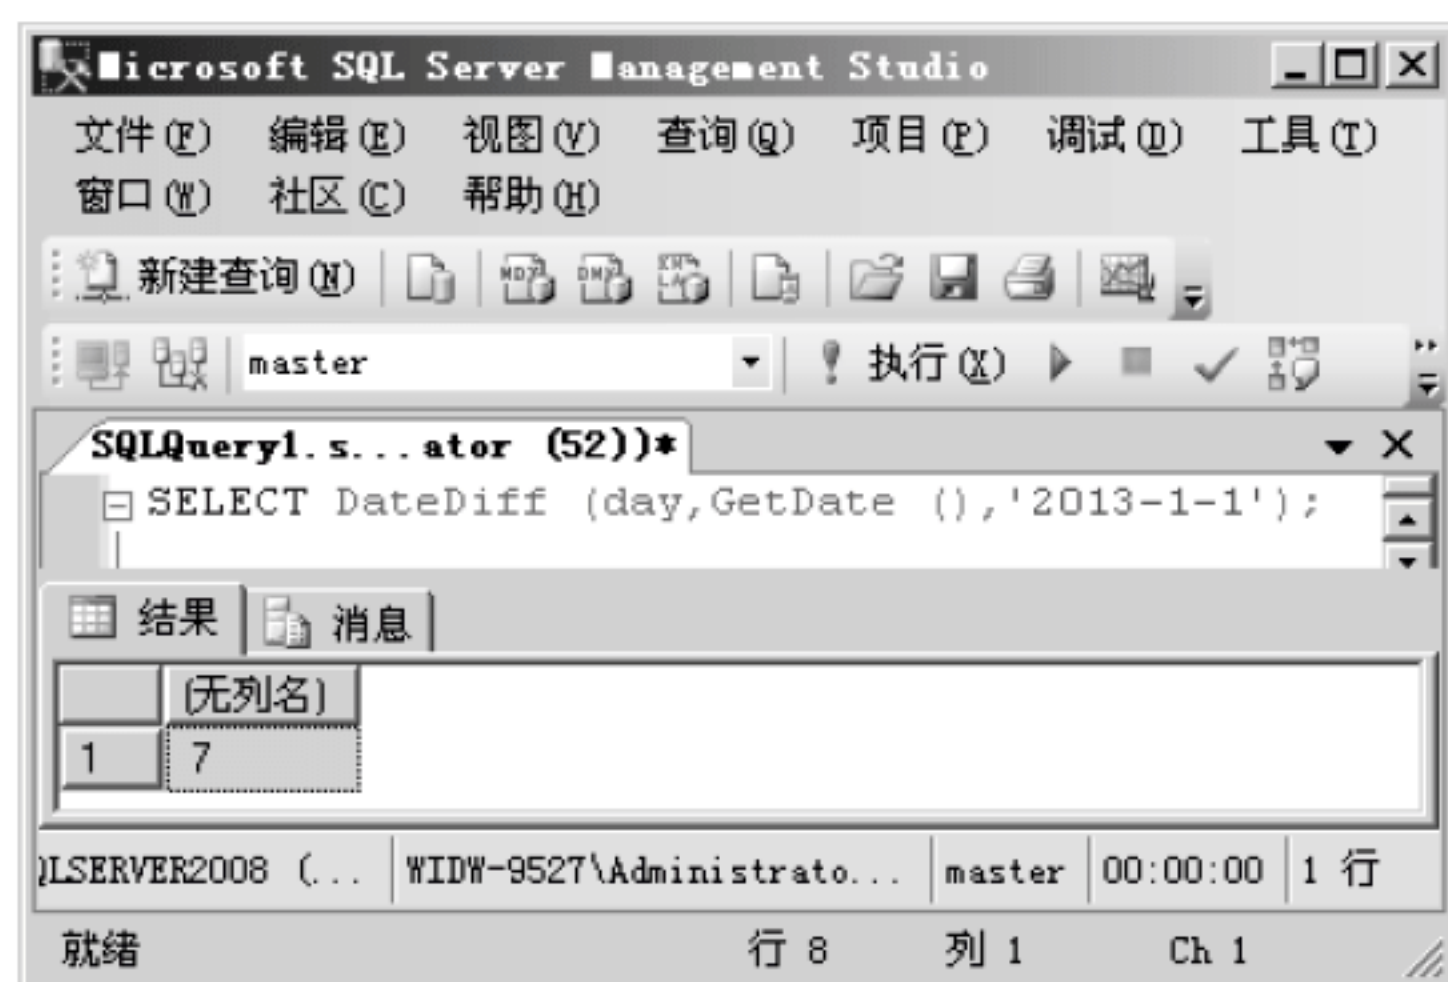 Microsoft SQL Server Management Studio
文件(F) 编辑(E) 视图(V) 查询(Q) 项目(P) 调试(D) 工具(T)
窗口(W) 社区(C) 帮助(H)
新建查询(N)
master 执行(X)
SQLQuery1.s...ator (52))*
SELECT DateDiff (day,GetDate (),'2013-1-1');
结果 消息
(无列名)
1 7
QLSERVER2008 (... WIDW-9527\Administrato... master 00:00:00 1 行
就绪 行 8 列 1 Ch 1